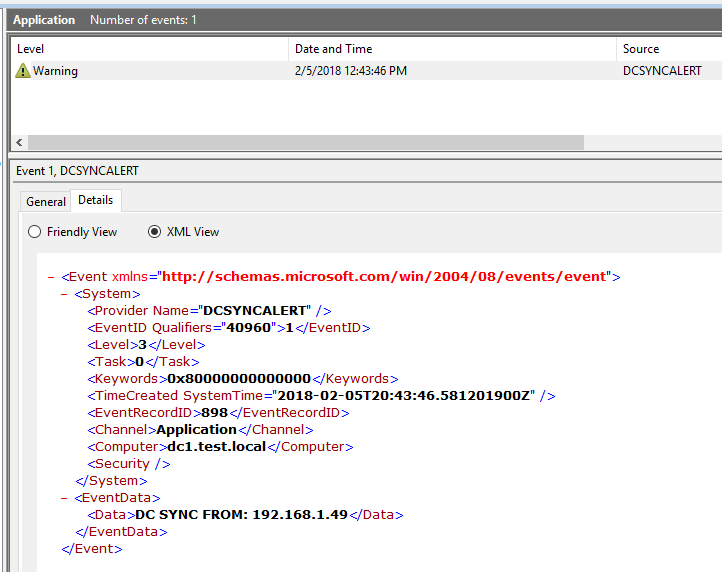 Application Number of events: 1
Level Date and Time Source
Warning 2/5/2018 12:43:46 PM DCSYNCALERT
Event 1, DCSYNCALERT
General Details
Friendly View XML View
- <Event xmlns="http://schemas.microsoft.com/win/2004/08/events/event">
- <System>
<Provider Name="DCSYNCALERT" />
<EventID Qualifiers="40960">1</EventID>
<Level>3</Level>
<Task>0</Task>
<Keywords>0x80000000000000</Keywords>
<TimeCreated SystemTime="2018-02-05T20:43:46.581201900Z" />
<EventRecordID>898</EventRecordID>
<Channel>Application</Channel>
<Computer>dc1.test.local</Computer>
<Security />
</System>
- <EventData>
<Data>DC SYNC FROM: 192.168.1.49</Data>
</EventData>
</Event>